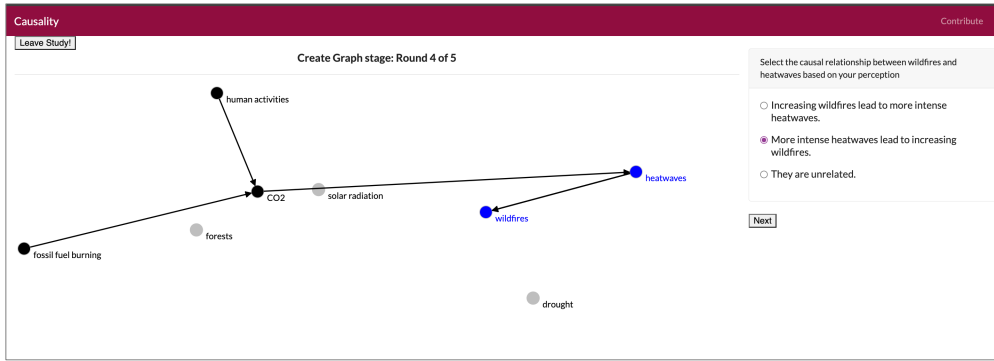 Causality
Contribute
Leave Study!
Create Graph stage: Round 4 of 5
human activities
CO2
solar radiation
heatwaves
wildfires
forests
fossil fuel burning
drought
Select the causal relationship between wildfires and
heatwaves based on your perception
Increasing wildfires lead to more intense
heatwaves.
More intense heatwaves lead to increasing
wildfires.
They are unrelated.
Next